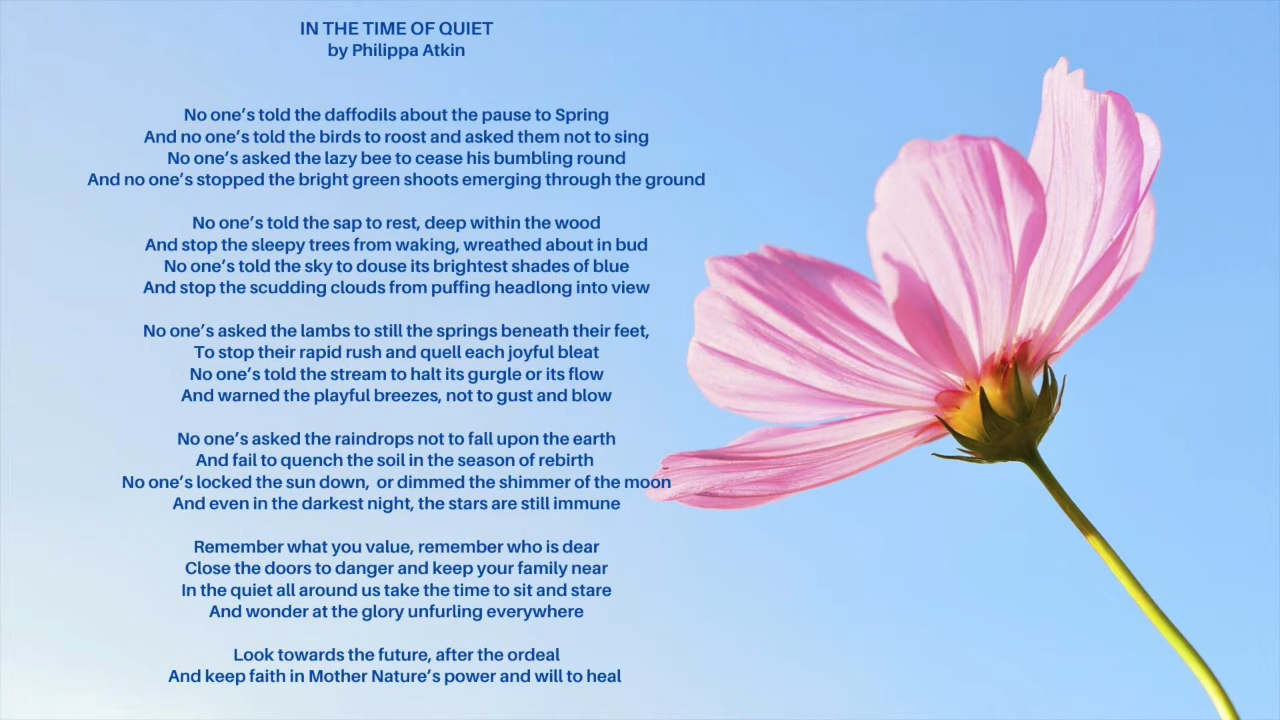 IN THE TIME OF QUIET
by Philippa Atkin
No one’s told the daffodils about the pause to Spring
And no one’s told the birds to roost and asked them not to sing
No one’s asked the lazy bee to cease his bumbling round
And no one’s stopped the bright green shoots emerging through the ground
No one’s told the sap to rest, deep within the wood
And stop the sleepy trees from waking, wreathed about in bud
No one’s told the sky to douse its brightest shades of blue
And stop the scudding clouds from puffing headlong into view
No one’s asked the lambs to still the springs beneath their feet,
To stop their rapid rush and quell each joyful bleat
No one’s told the stream to halt its gurgle or its flow
And warned the playful breezes, not to gust and blow
No one’s asked the raindrops not to fall upon the earth
And fail to quench the soil in the season of rebirth
No one’s locked the sun down,  or dimmed the shimmer of the moon
And even in the darkest night, the stars are still immune
Remember what you value, remember who is dear
Close the doors to danger and keep your family near
In the quiet all around us take the time to sit and stare
And wonder at the glory unfurling everywhere
Look towards the future, after the ordeal
And keep faith in Mother Nature’s power and will to heal